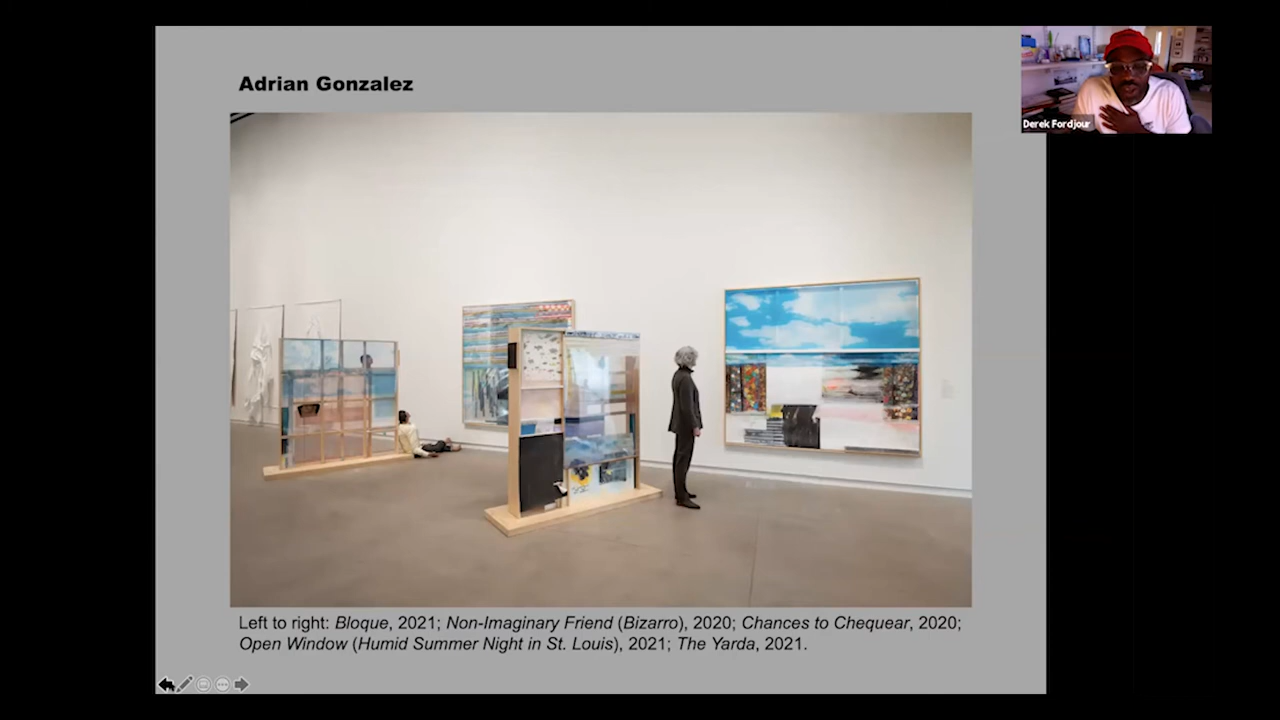 Adrian Gonzalez
Derek Fordjour
Left to right: Bloque, 2021; Non-Imaginary Friend (Bizarro), 2020; Chances to Chequear, 2020;
Open Window (Humid Summer Night in St. Louis), 2021; The Yarda, 2021.